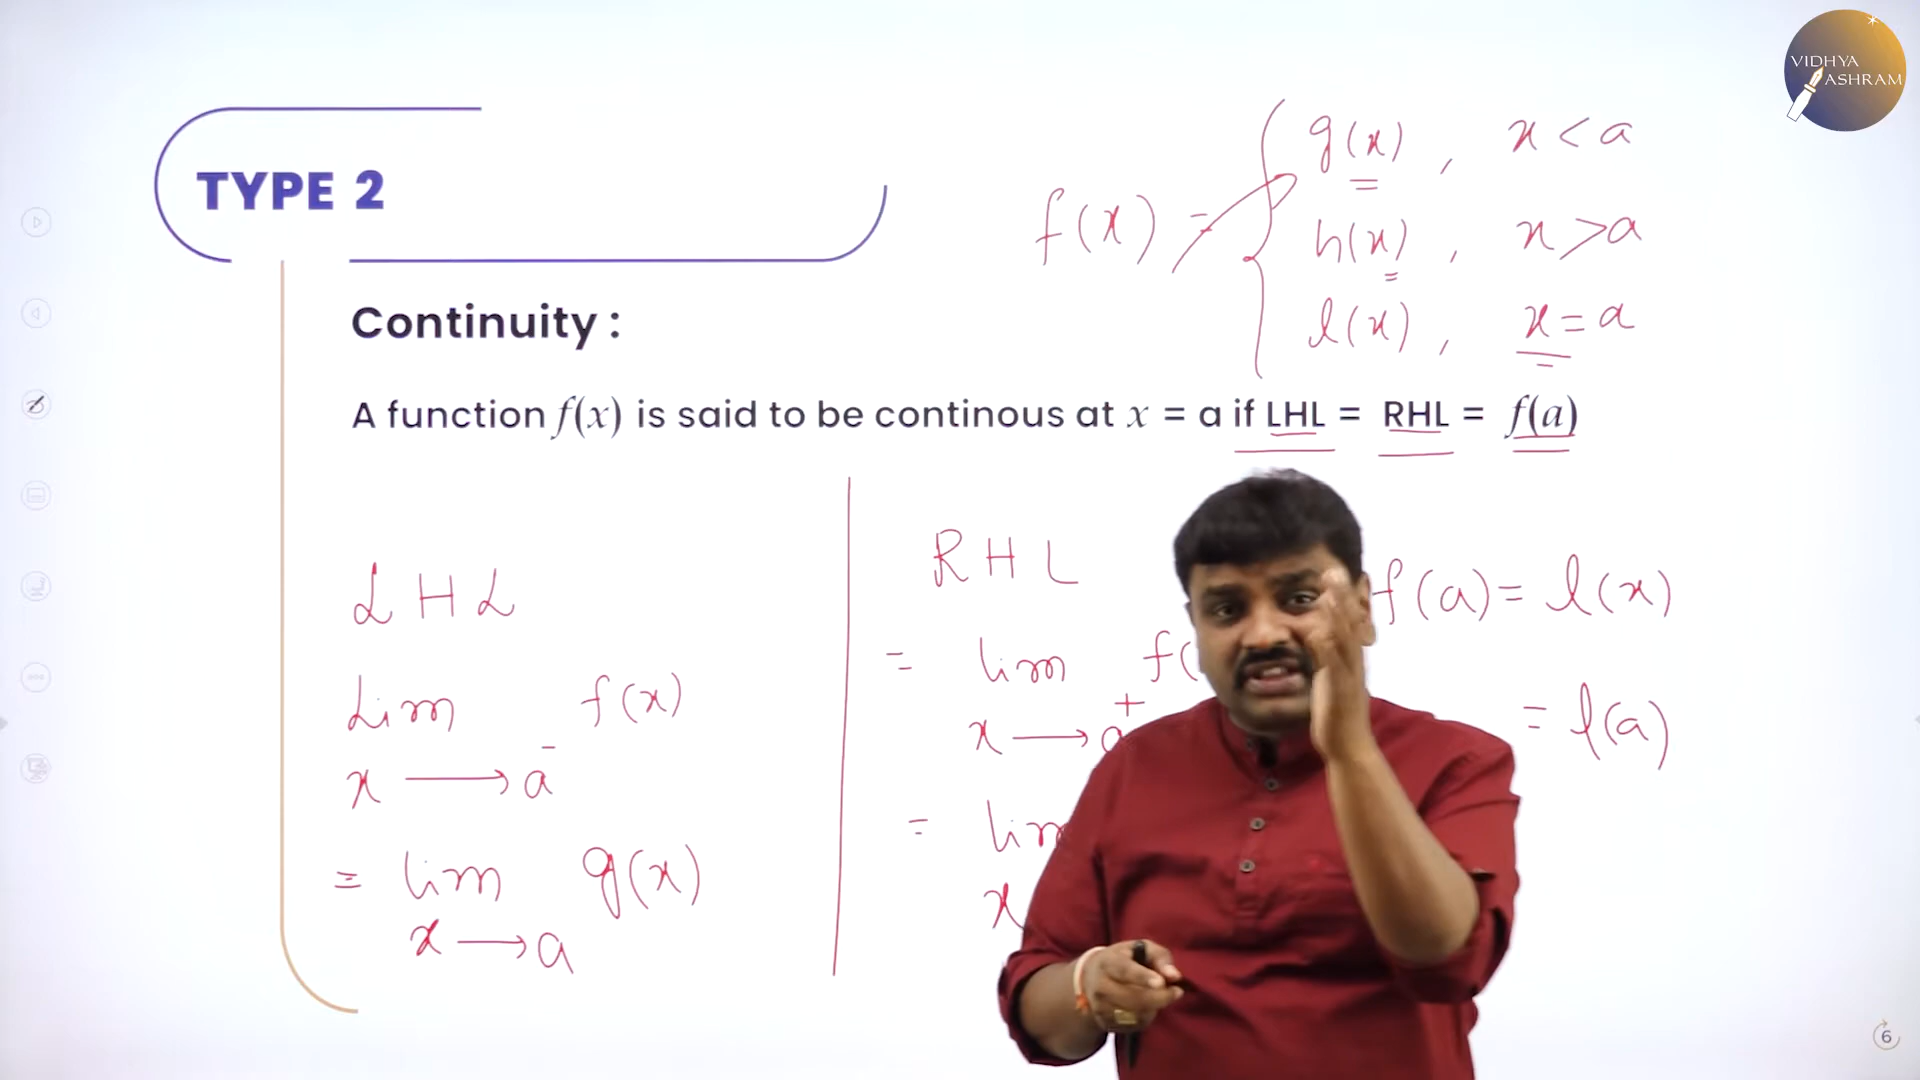 VIDHYA
ASHRAM
TYPE 2
f(x) = { g(x) , x < a
h(x) , x > a
l(x) , x = a
Continuity :
A function f(x) is said to be continous at x = a if LHL = RHL = f(a)
LHL
Lim f(x)
x → a⁻
= lim g(x)
x → a
RHL
= lim f(
x → a⁺
= lim
x
f(a) = l(x)
= l(a)
6